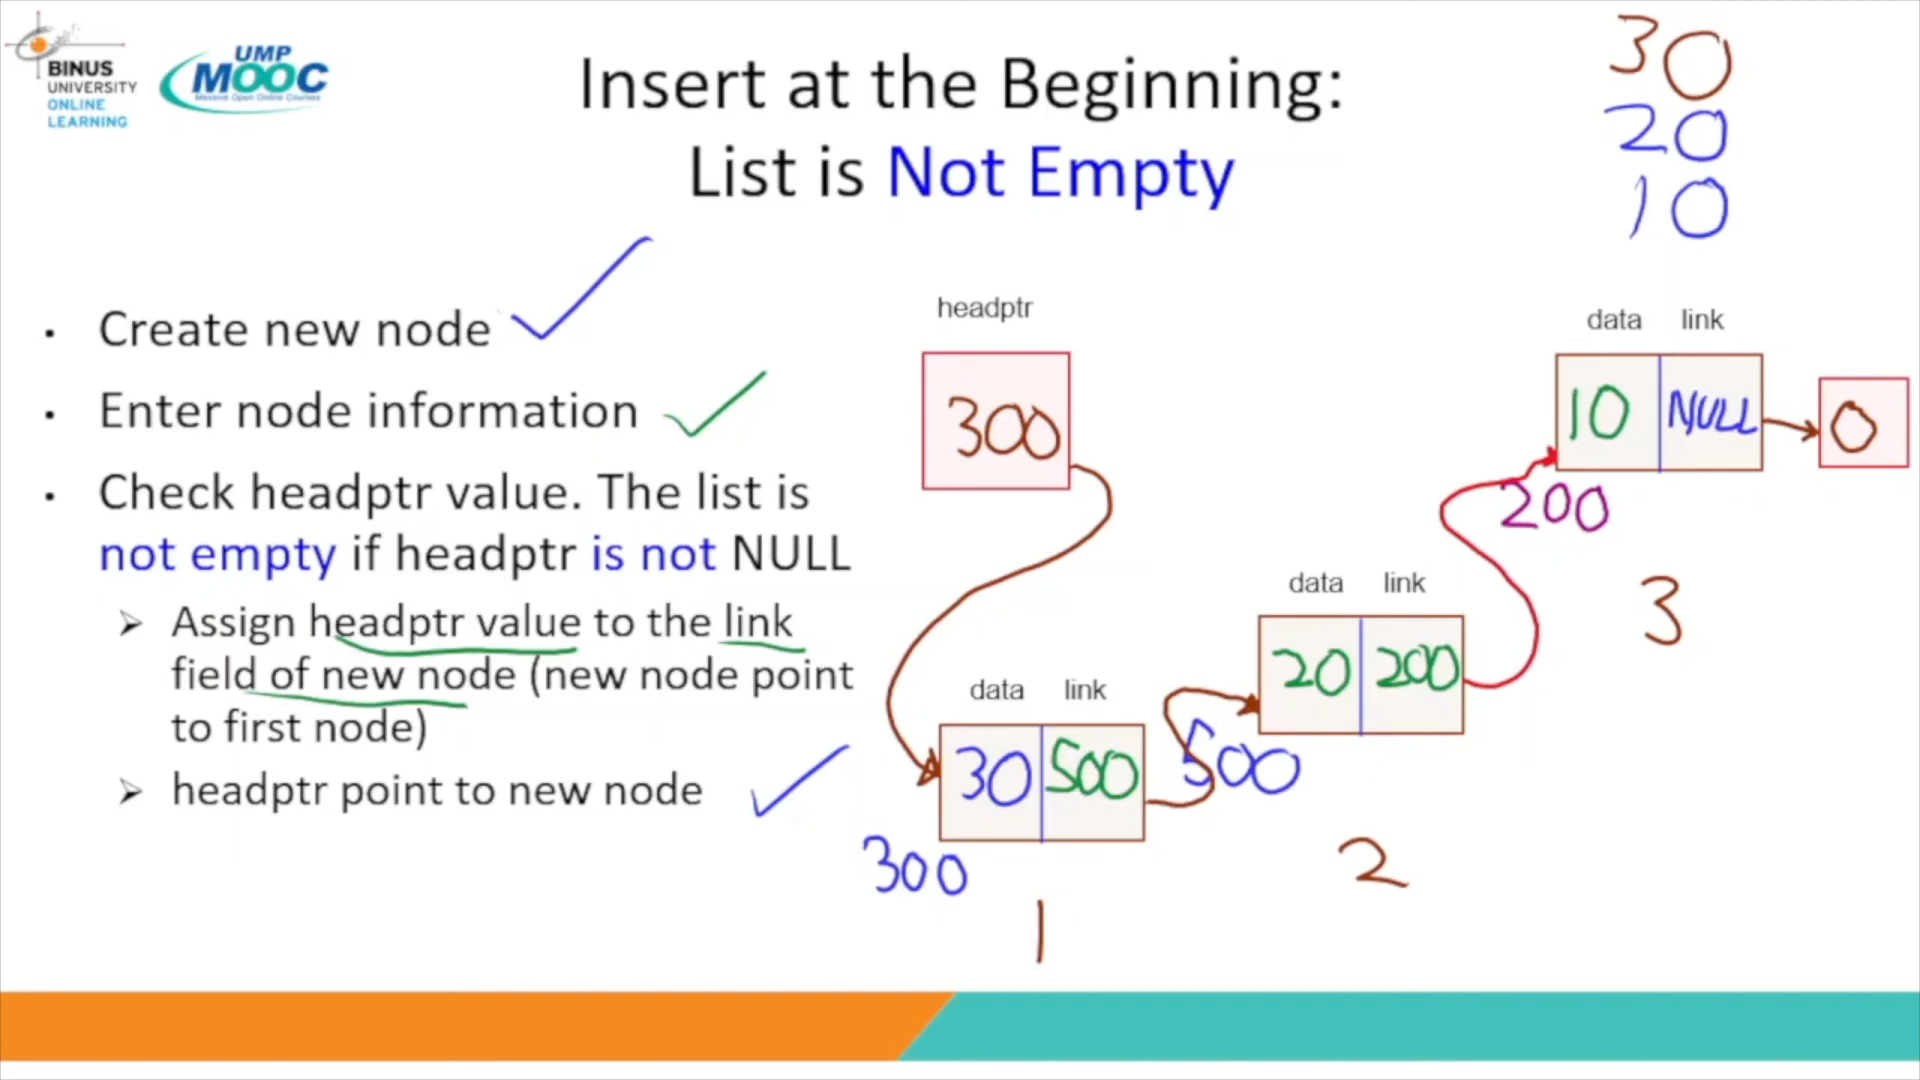 BINUS
UNIVERSITY
ONLINE
LEARNING
UMP
MOOC
Massive Open Online Courses
Insert at the Beginning:
List is Not Empty
30
20
10
• Create new node
• Enter node information
• Check headptr value. The list is
not empty if headptr is not NULL
➢ Assign headptr value to the link
field of new node (new node point
to first node)
➢ headptr point to new node
headptr
300
data link
30 500
300
1
data link
20 200
500
2
data link
10 NULL
0
200
3